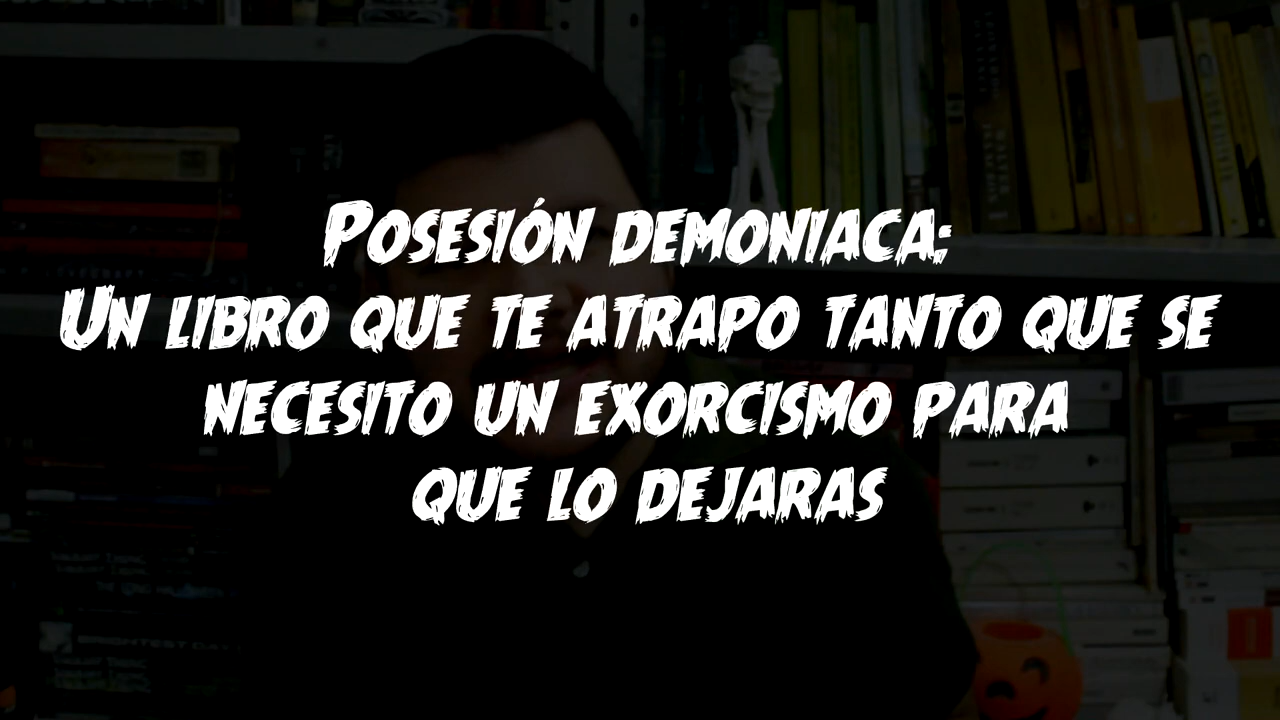 Posesión demoniaca:
Un libro que te atrapo tanto que se
necesito un exorcismo para
que lo dejaras